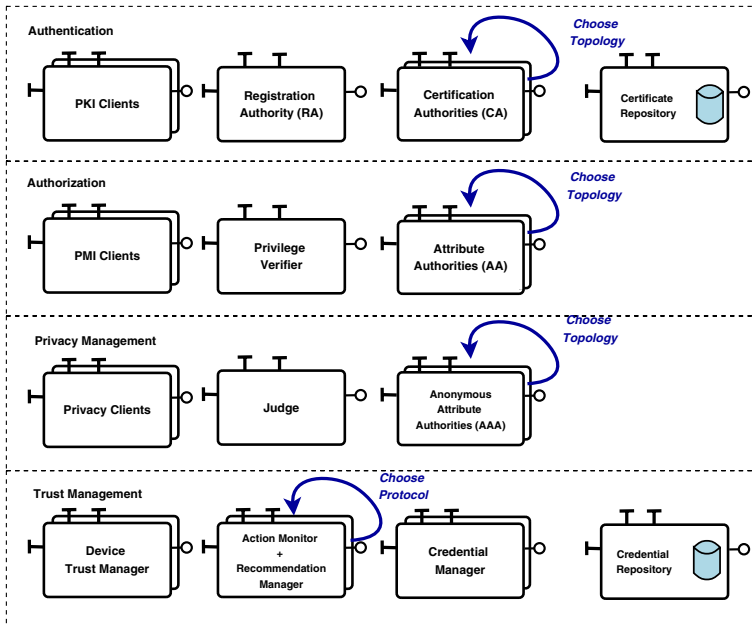 Authentication
Choose
Topology
PKI Clients
Registration
Authority (RA)
Certification
Authorities (CA)
Certificate
Repository
Authorization
Choose
Topology
PMI Clients
Privilege
Verifier
Attribute
Authorities (AA)
Privacy Management
Choose
Topology
Privacy Clients
Judge
Anonymous
Attribute
Authorities (AAA)
Trust Management
Choose
Protocol
Device
Trust Manager
Action Monitor
+
Recommendation
Manager
Credential
Manager
Credential
Repository